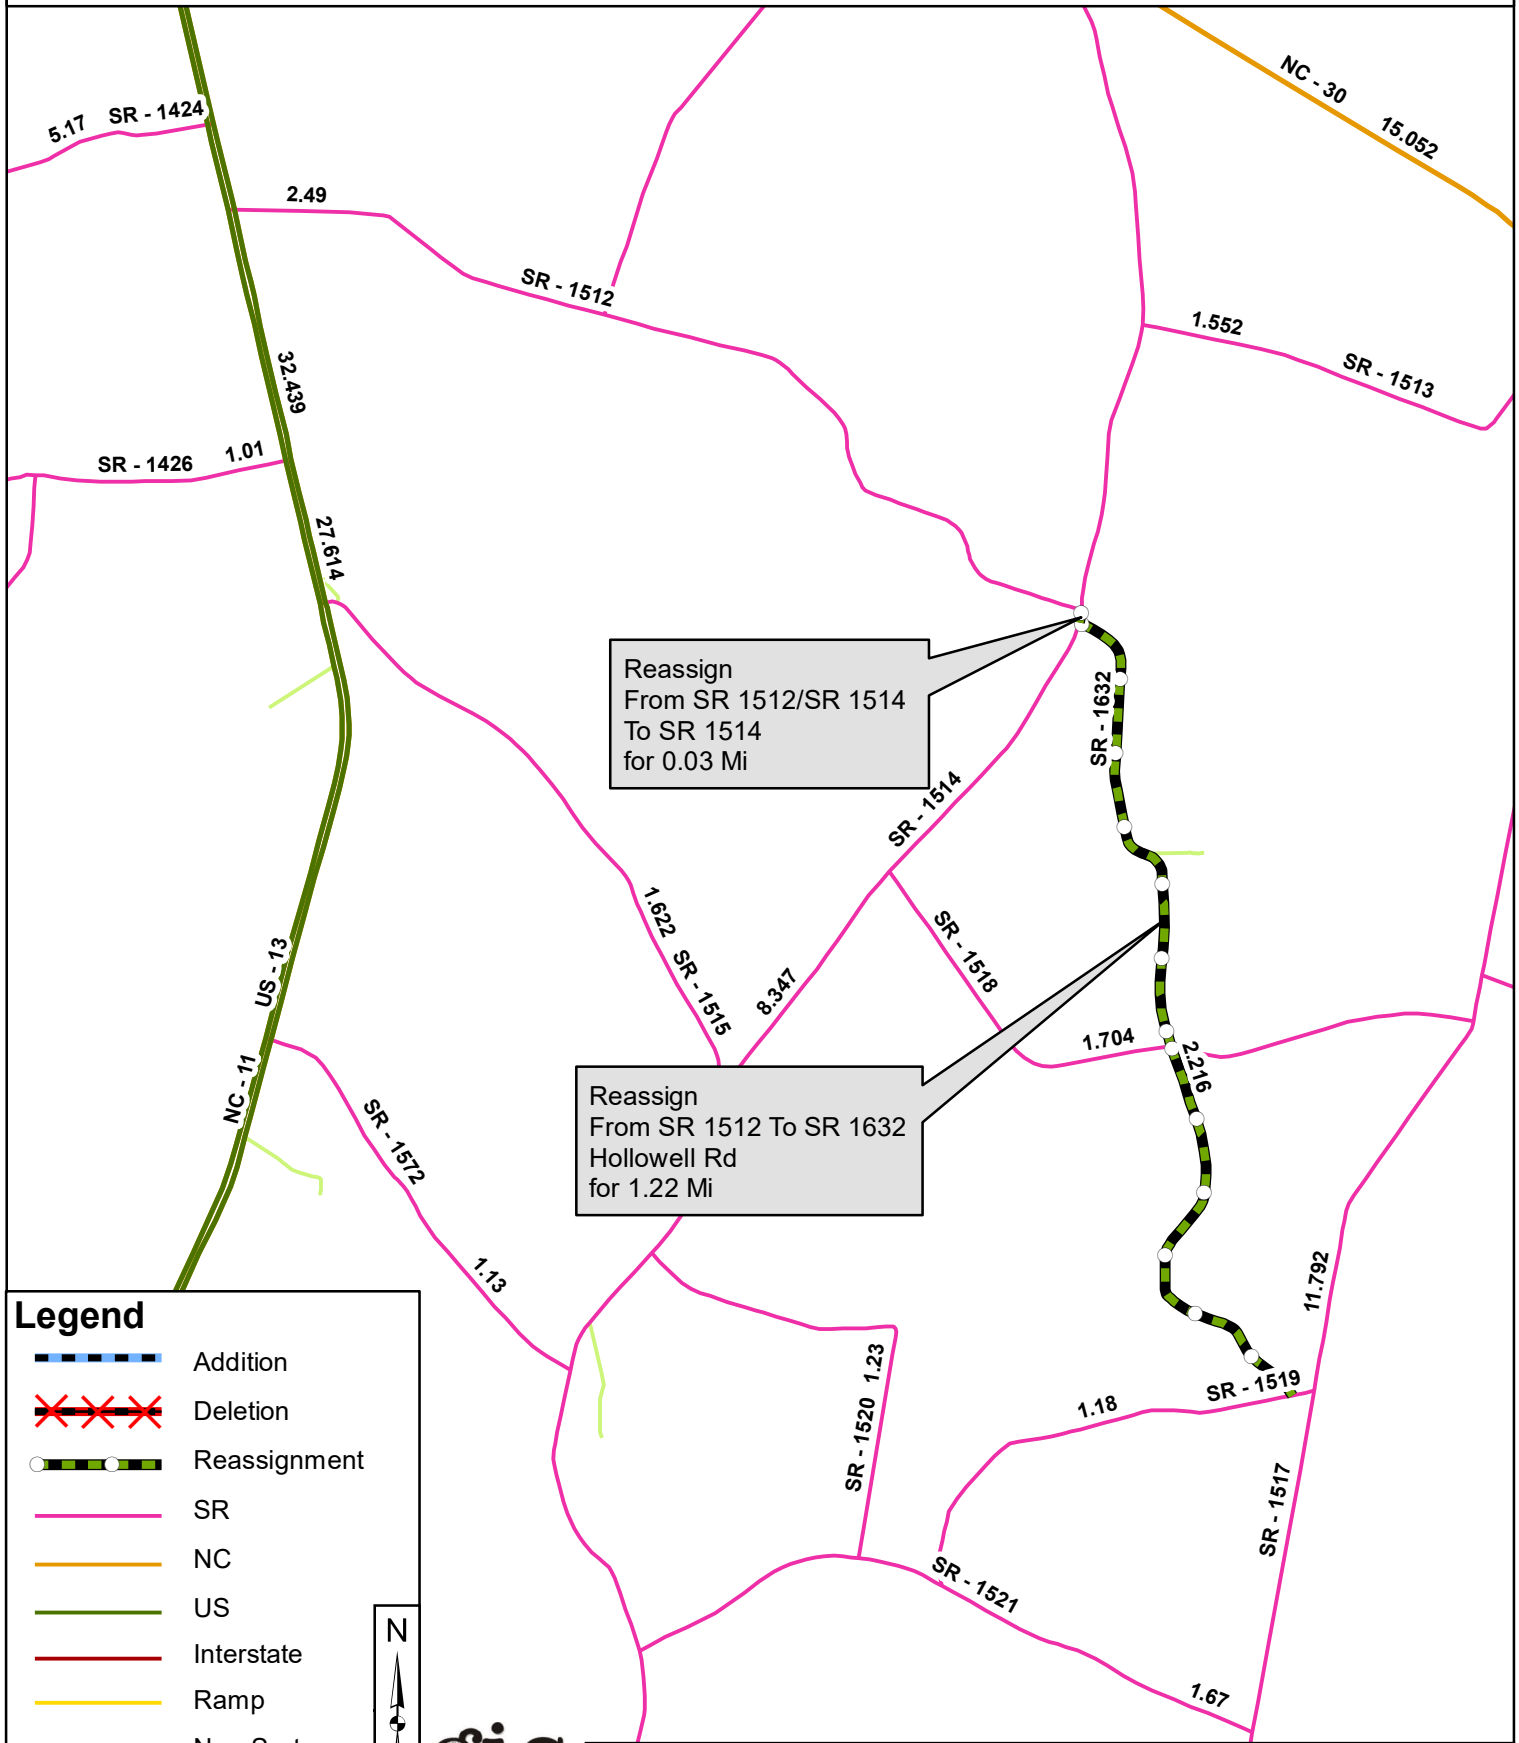 NC - 30
15.052
5.17 SR - 1424
2.49
SR - 1512
1.552
SR - 1513
32.439
SR - 1426 1.01
27.614
Reassign
From SR 1512/SR 1514
To SR 1514
for 0.03 Mi
SR - 1632
SR - 1514
1.622 SR - 1515
8.347
SR - 1518
US - 13
1.704
2.216
NC - 11
Reassign
From SR 1512 To SR 1632
Hollowell Rd
for 1.22 Mi
SR - 1572
1.13
11.792
1.23
SR - 1520
SR - 1519
1.18
SR - 1517
SR - 1521
1.67
Legend
Addition
Deletion
Reassignment
SR
NC
US
Interstate
Ramp
N